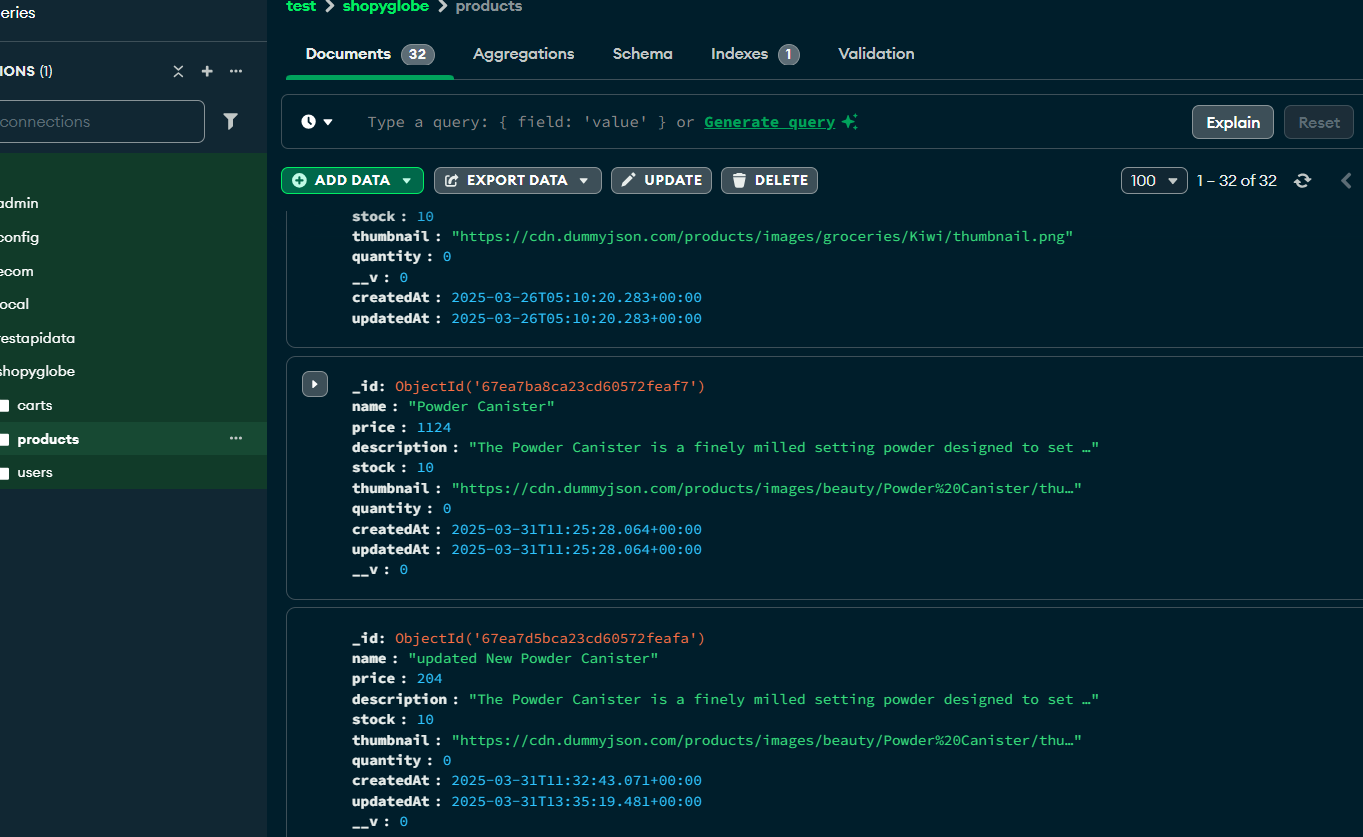 test > shopyglobe > products
eries
Documents 32 Aggregations Schema Indexes 1 Validation
IONS (1)
connections
Type a query: { field: 'value' } or Generate query
Explain Reset
ADD DATA EXPORT DATA UPDATE DELETE
100 1 – 32 of 32
admin
config
ecom
ocal
restapidata
shopyglobe
carts
products
users
stock : 10
thumbnail : "https://cdn.dummyjson.com/products/images/groceries/Kiwi/thumbnail.png"
quantity : 0
__v : 0
createdAt : 2025-03-26T05:10:20.283+00:00
updatedAt : 2025-03-26T05:10:20.283+00:00
_id: ObjectId('67ea7ba8ca23cd60572feaf7')
name : "Powder Canister"
price : 1124
description : "The Powder Canister is a finely milled setting powder designed to set …"
stock : 10
thumbnail : "https://cdn.dummyjson.com/products/images/beauty/Powder%20Canister/thu…"
quantity : 0
createdAt : 2025-03-31T11:25:28.064+00:00
updatedAt : 2025-03-31T11:25:28.064+00:00
__v : 0
_id: ObjectId('67ea7d5bca23cd60572feafa')
name : "updated New Powder Canister"
price : 204
description : "The Powder Canister is a finely milled setting powder designed to set …"
stock : 10
thumbnail : "https://cdn.dummyjson.com/products/images/beauty/Powder%20Canister/thu…"
quantity : 0
createdAt : 2025-03-31T11:32:43.071+00:00
updatedAt : 2025-03-31T13:35:19.481+00:00
__v : 0